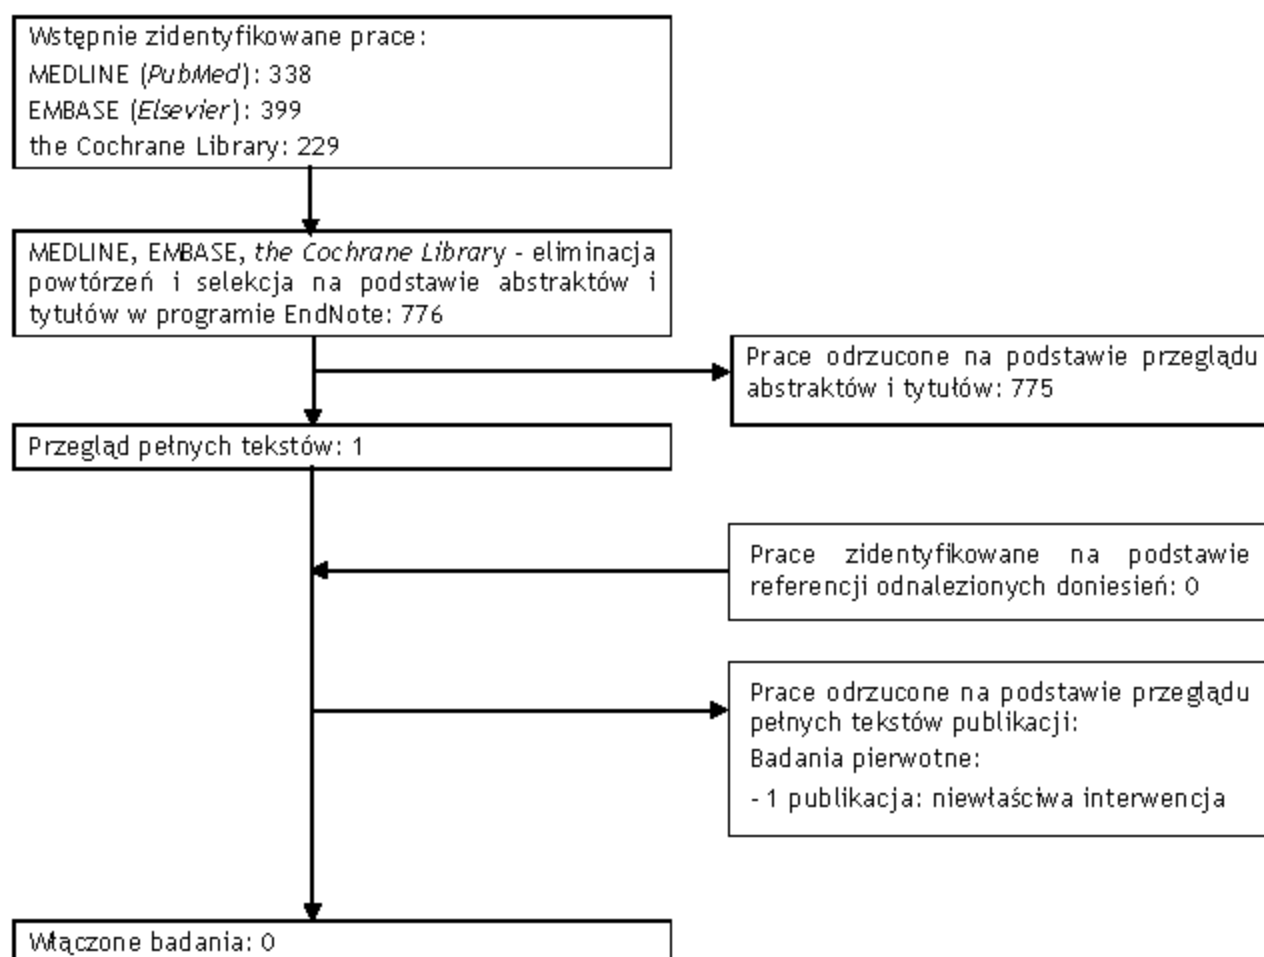 Wstępnie zidentyfikowane prace:
MEDLINE (PubMed): 338
EMBASE (Elsevier): 399
the Cochrane Library: 229
MEDLINE, EMBASE, the Cochrane Library - eliminacja
powtórzeń i selekcja na podstawie abstraktów i
tytułów w programie EndNote: 776
Prace odrzucone na podstawie przeglądu
abstraktów i tytułów: 775
Przegląd pełnych tekstów: 1
Prace zidentyfikowane na podstawie
referencji odnalezionych doniesień: 0
Prace odrzucone na podstawie przeglądu
pełnych tekstów publikacji:
Badania pierwotne:
- 1 publikacja: niewłaściwa interwencja
Włączone badania: 0